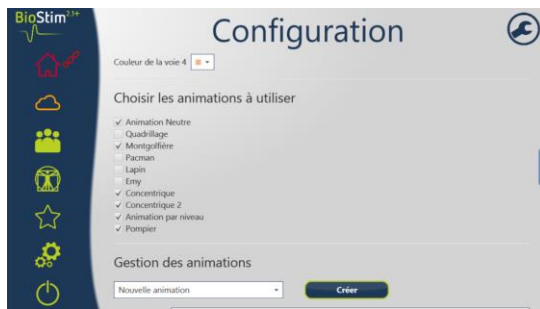 BioStim 2.1+
Configuration
Couleur de la voie 4
Choisir les animations à utiliser
Animation Neutre
Quadrillage
Montgolfière
Pacman
Lapin
Emy
Concentrique
Concentrique 2
Animation par niveau
Pompier
Gestion des animations
Nouvelle animation Créer